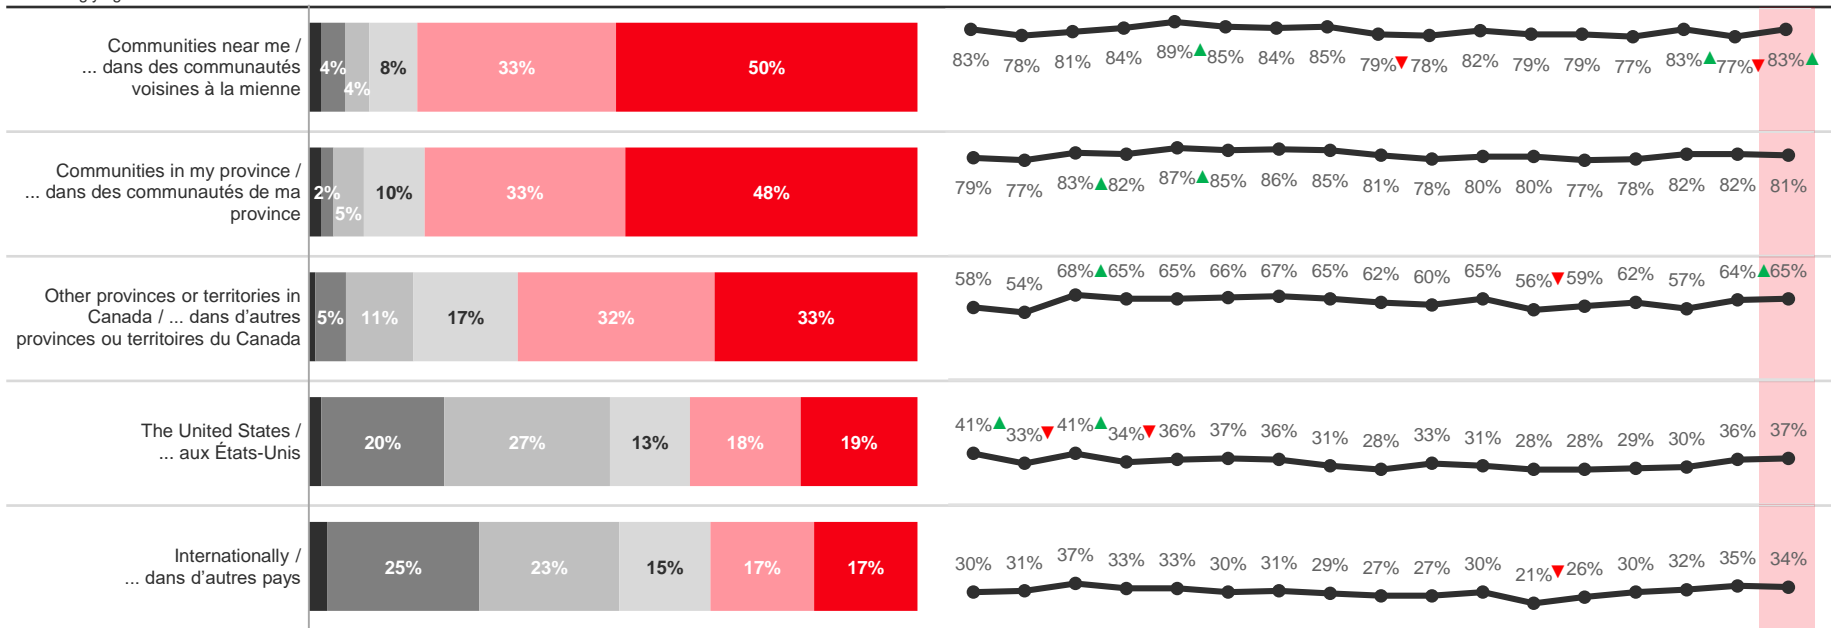 Communities near me /
... dans des communautés
voisines à la mienne
4%
4%
8%
33%
50%
83% 78% 81% 84% 89% 85% 84% 85% 79% 78% 82% 79% 79% 77% 83% 77% 83%
Communities in my province /
... dans des communautés de ma
province
2%
5%
10%
33%
48%
79% 77% 83% 82% 87% 85% 86% 85% 81% 78% 80% 80% 77% 78% 82% 82% 81%
Other provinces or territories in
Canada / ... dans d'autres
provinces ou territoires du Canada
5%
11%
17%
32%
33%
58% 54% 68% 65% 65% 66% 67% 65% 62% 60% 65% 56% 59% 62% 57% 64% 65%
The United States /
... aux États-Unis
20%
27%
13%
18%
19%
41% 33% 41% 34% 36% 37% 36% 31% 28% 33% 31% 28% 28% 29% 30% 36% 37%
Internationally /
... dans d'autres pays
25%
23%
15%
17%
17%
30% 31% 37% 33% 33% 30% 31% 29% 27% 27% 30% 21% 26% 30% 32% 35% 34%